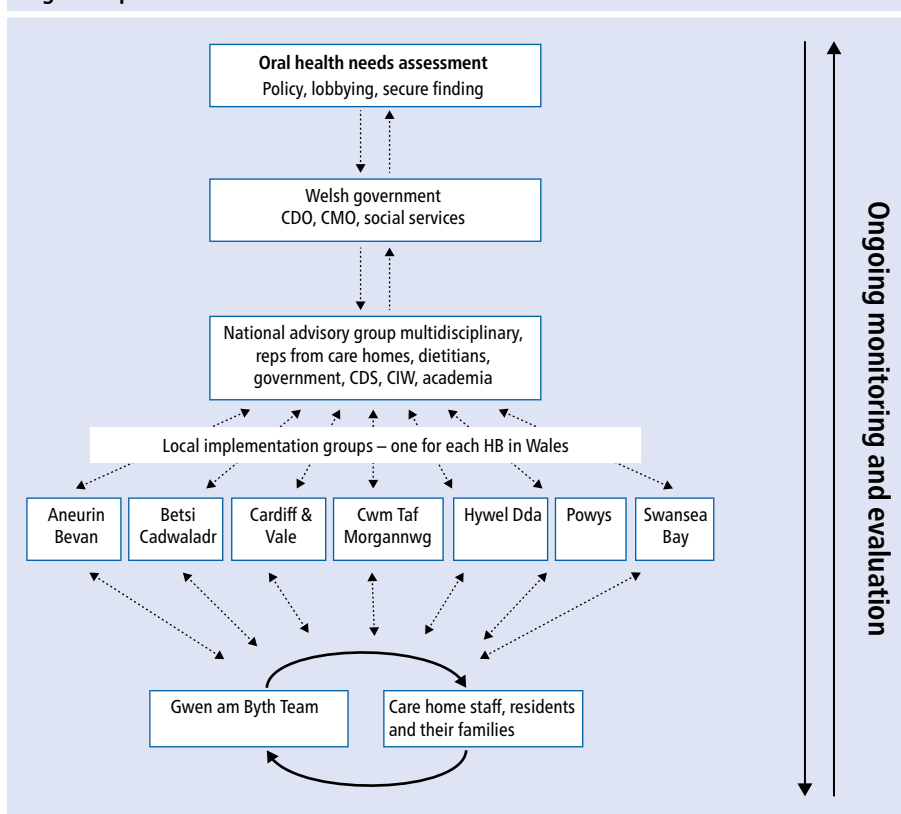 Oral health needs assessment
Policy, lobbying, secure finding
Welsh government
CDO, CMO, social services
National advisory group multidisciplinary,
reps from care homes, dietitians,
government, CDS, CIW, academia
Local implementation groups – one for each HB in Wales
Aneurin
Bevan
Betsi
Cadwaladr
Cardiff &
Vale
Cwm Taf
Morgannwg
Hywel Dda
Powys
Swansea
Bay
Gwen am Byth Team
Care home staff, residents
and their families
Ongoing monitoring and evaluation